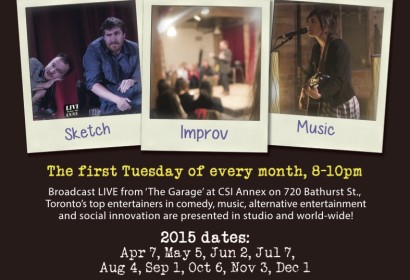 LIVE
Sketch
Improv
Music
The first Tuesday of every month, 8-10pm
Broadcast LIVE from 'The Garage' at CSI Annex on 720 Bathurst St.,
Toronto's top entertainers in comedy, music, alternative entertainment
and social innovation are presented in studio and world-wide!
2015 dates:
Apr 7, May 5, Jun 2, Jul 7,
Aug 4, Sep 1, Oct 6, Nov 3, Dec 1